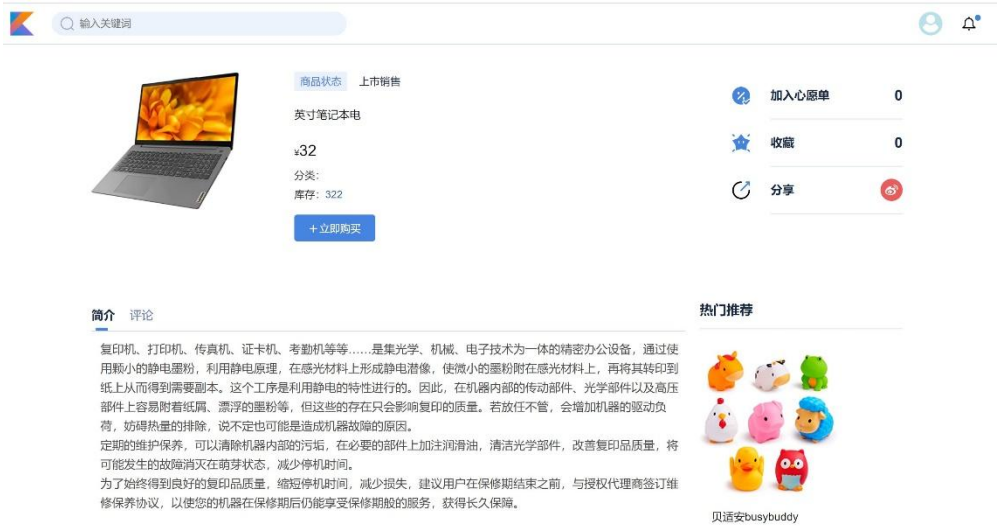 输入关键词
商品状态 上市销售
英寸笔记本电
¥32
分类:
库存: 322
+立即购买
加入心愿单 0
收藏 0
分享
简介 评论
复印机、打印机、传真机、证卡机、考勤机等等……是集光学、机械、电子技术为一体的精密办公设备，通过使
用颗小的静电墨粉，利用静电原理，在感光材料上形成静电潜像，使微小的墨粉附在感光材料上，再将其转印到
纸上从而得到需要副本。这个工序是利用静电的特性进行的。因此，在机器内部的传动部件、光学部件以及高压
部件上容易附着纸屑、漂浮的墨粉等，但这些的存在只会影响复印的质量。若放任不管，会增加机器的驱动负
荷，妨碍热量的排除，说不定也可能是造成机器故障的原因。
定期的维护保养，可以清除机器内部的污垢，在必要的部件上加注润滑油，清洁光学部件，改善复印品质量，将
可能发生的故障消灭在萌芽状态，减少停机时间。
为了始终得到良好的复印品质量，缩短停机时间，减少损失，建议用户在保修期结束之前，与授权代理商签订维
修保养协议，以使您的机器在保修期后仍能享受保修期般的服务，获得长久保障。
热门推荐
贝适安busybuddy